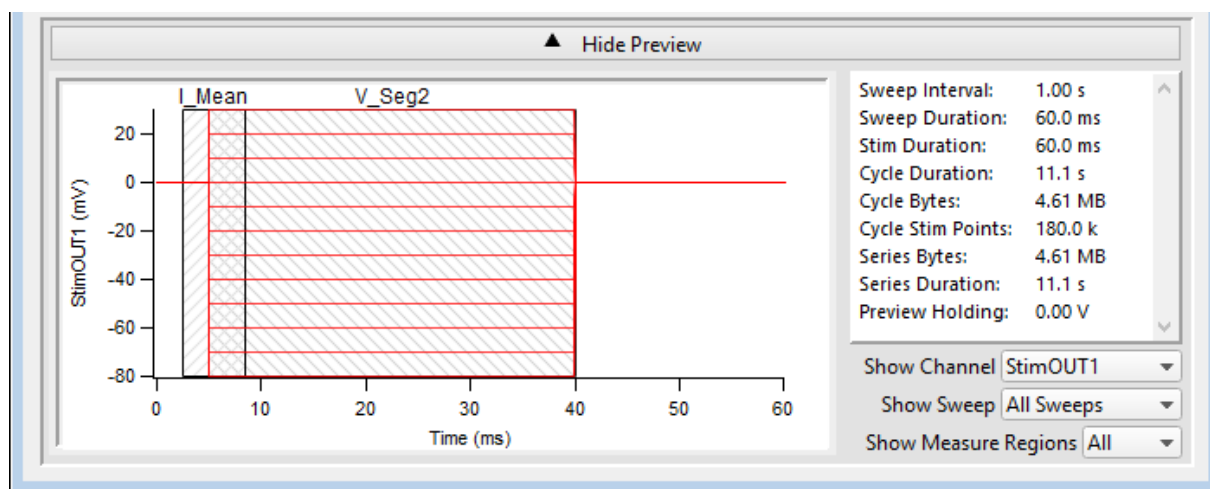 ▲ Hide Preview
I_Mean V_Seg2
20
0
-20
-40
-60
-80
StimOUT1 (mV)
0 10 20 30 40 50 60
Time (ms)
Sweep Interval: 1.00 s
Sweep Duration: 60.0 ms
Stim Duration: 60.0 ms
Cycle Duration: 11.1 s
Cycle Bytes: 4.61 MB
Cycle Stim Points: 180.0 k
Series Bytes: 4.61 MB
Series Duration: 11.1 s
Preview Holding: 0.00 V
Show Channel StimOUT1
Show Sweep All Sweeps
Show Measure Regions All